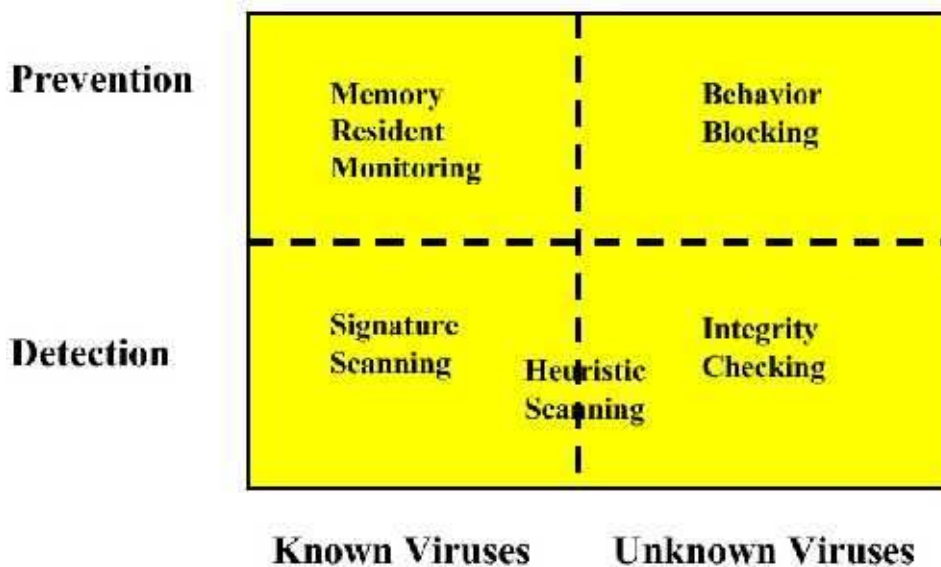 Prevention
Memory
Resident
Monitoring
Behavior
Blocking
Detection
Signature
Scanning
Heuristic
Scanning
Integrity
Checking
Known Viruses
Unknown Viruses